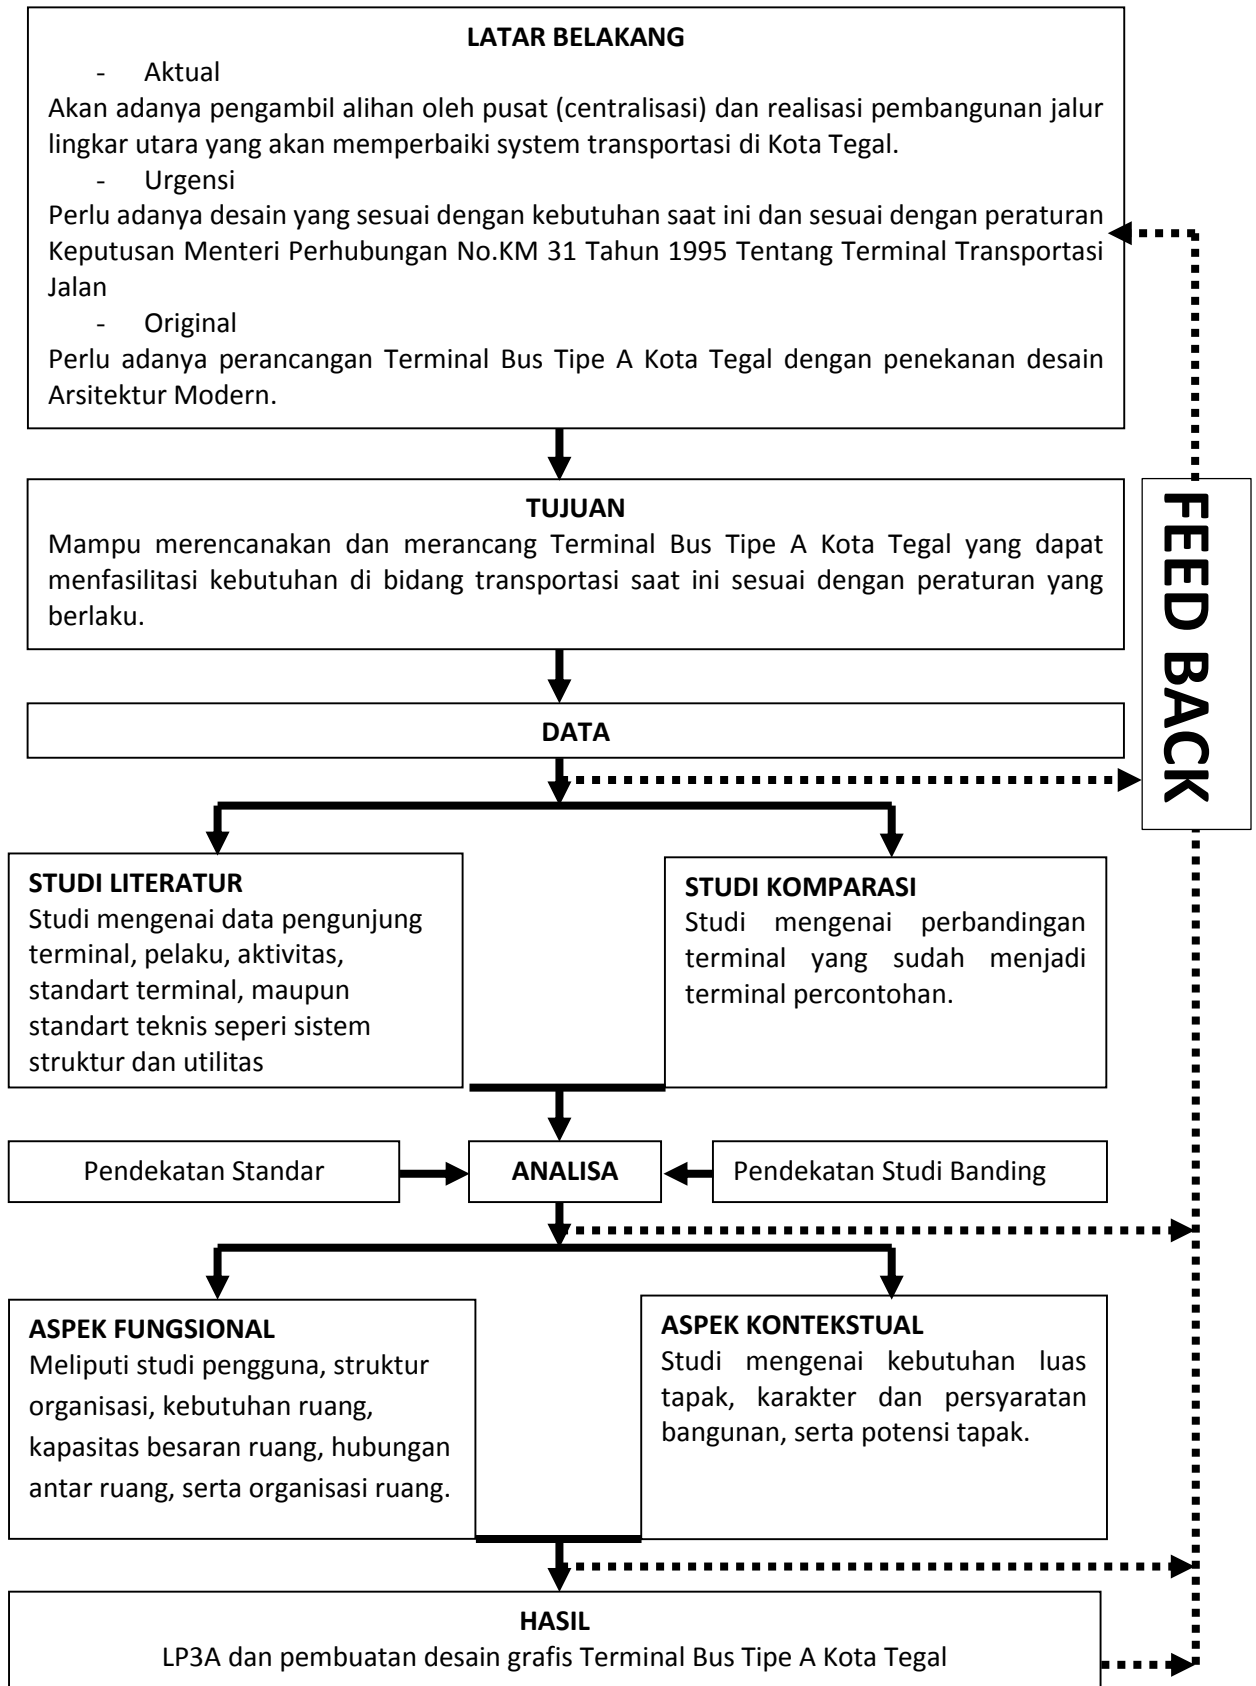 LATAR BELAKANG
- Aktual
Akan adanya pengambil alihan oleh pusat (centralisasi) dan realisasi pembangunan jalur
lingkar utara yang akan memperbaiki system transportasi di Kota Tegal.
- Urgensi
Perlu adanya desain yang sesuai dengan kebutuhan saat ini dan sesuai dengan peraturan
Keputusan Menteri Perhubungan No.KM 31 Tahun 1995 Tentang Terminal Transportasi
Jalan
- Original
Perlu adanya perancangan Terminal Bus Tipe A Kota Tegal dengan penekanan desain
Arsitektur Modern.
TUJUAN
Mampu merencanakan dan merancang Terminal Bus Tipe A Kota Tegal yang dapat
menfasilitasi kebutuhan di bidang transportasi saat ini sesuai dengan peraturan yang
berlaku.
FEED BACK
DATA
STUDI LITERATUR
Studi mengenai data pengunjung
terminal, pelaku, aktivitas,
standart terminal, maupun
standart teknis seperi sistem
struktur dan utilitas
STUDI KOMPARASI
Studi mengenai perbandingan
terminal yang sudah menjadi
terminal percontohan.
Pendekatan Standar
ANALISA
Pendekatan Studi Banding
ASPEK FUNGSIONAL
Meliputi studi pengguna, struktur
organisasi, kebutuhan ruang,
kapasitas besaran ruang, hubungan
antar ruang, serta organisasi ruang.
ASPEK KONTEKSTUAL
Studi mengenai kebutuhan luas
tapak, karakter dan persyaratan
bangunan, serta potensi tapak.
HASIL
LP3A dan pembuatan desain grafis Terminal Bus Tipe A Kota Tegal